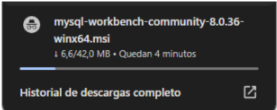 mysql-workbench-community-8.0.36-
winx64.msi
↓ 6,6/42,0 MB • Quedan 4 minutos
Historial de descargas completo